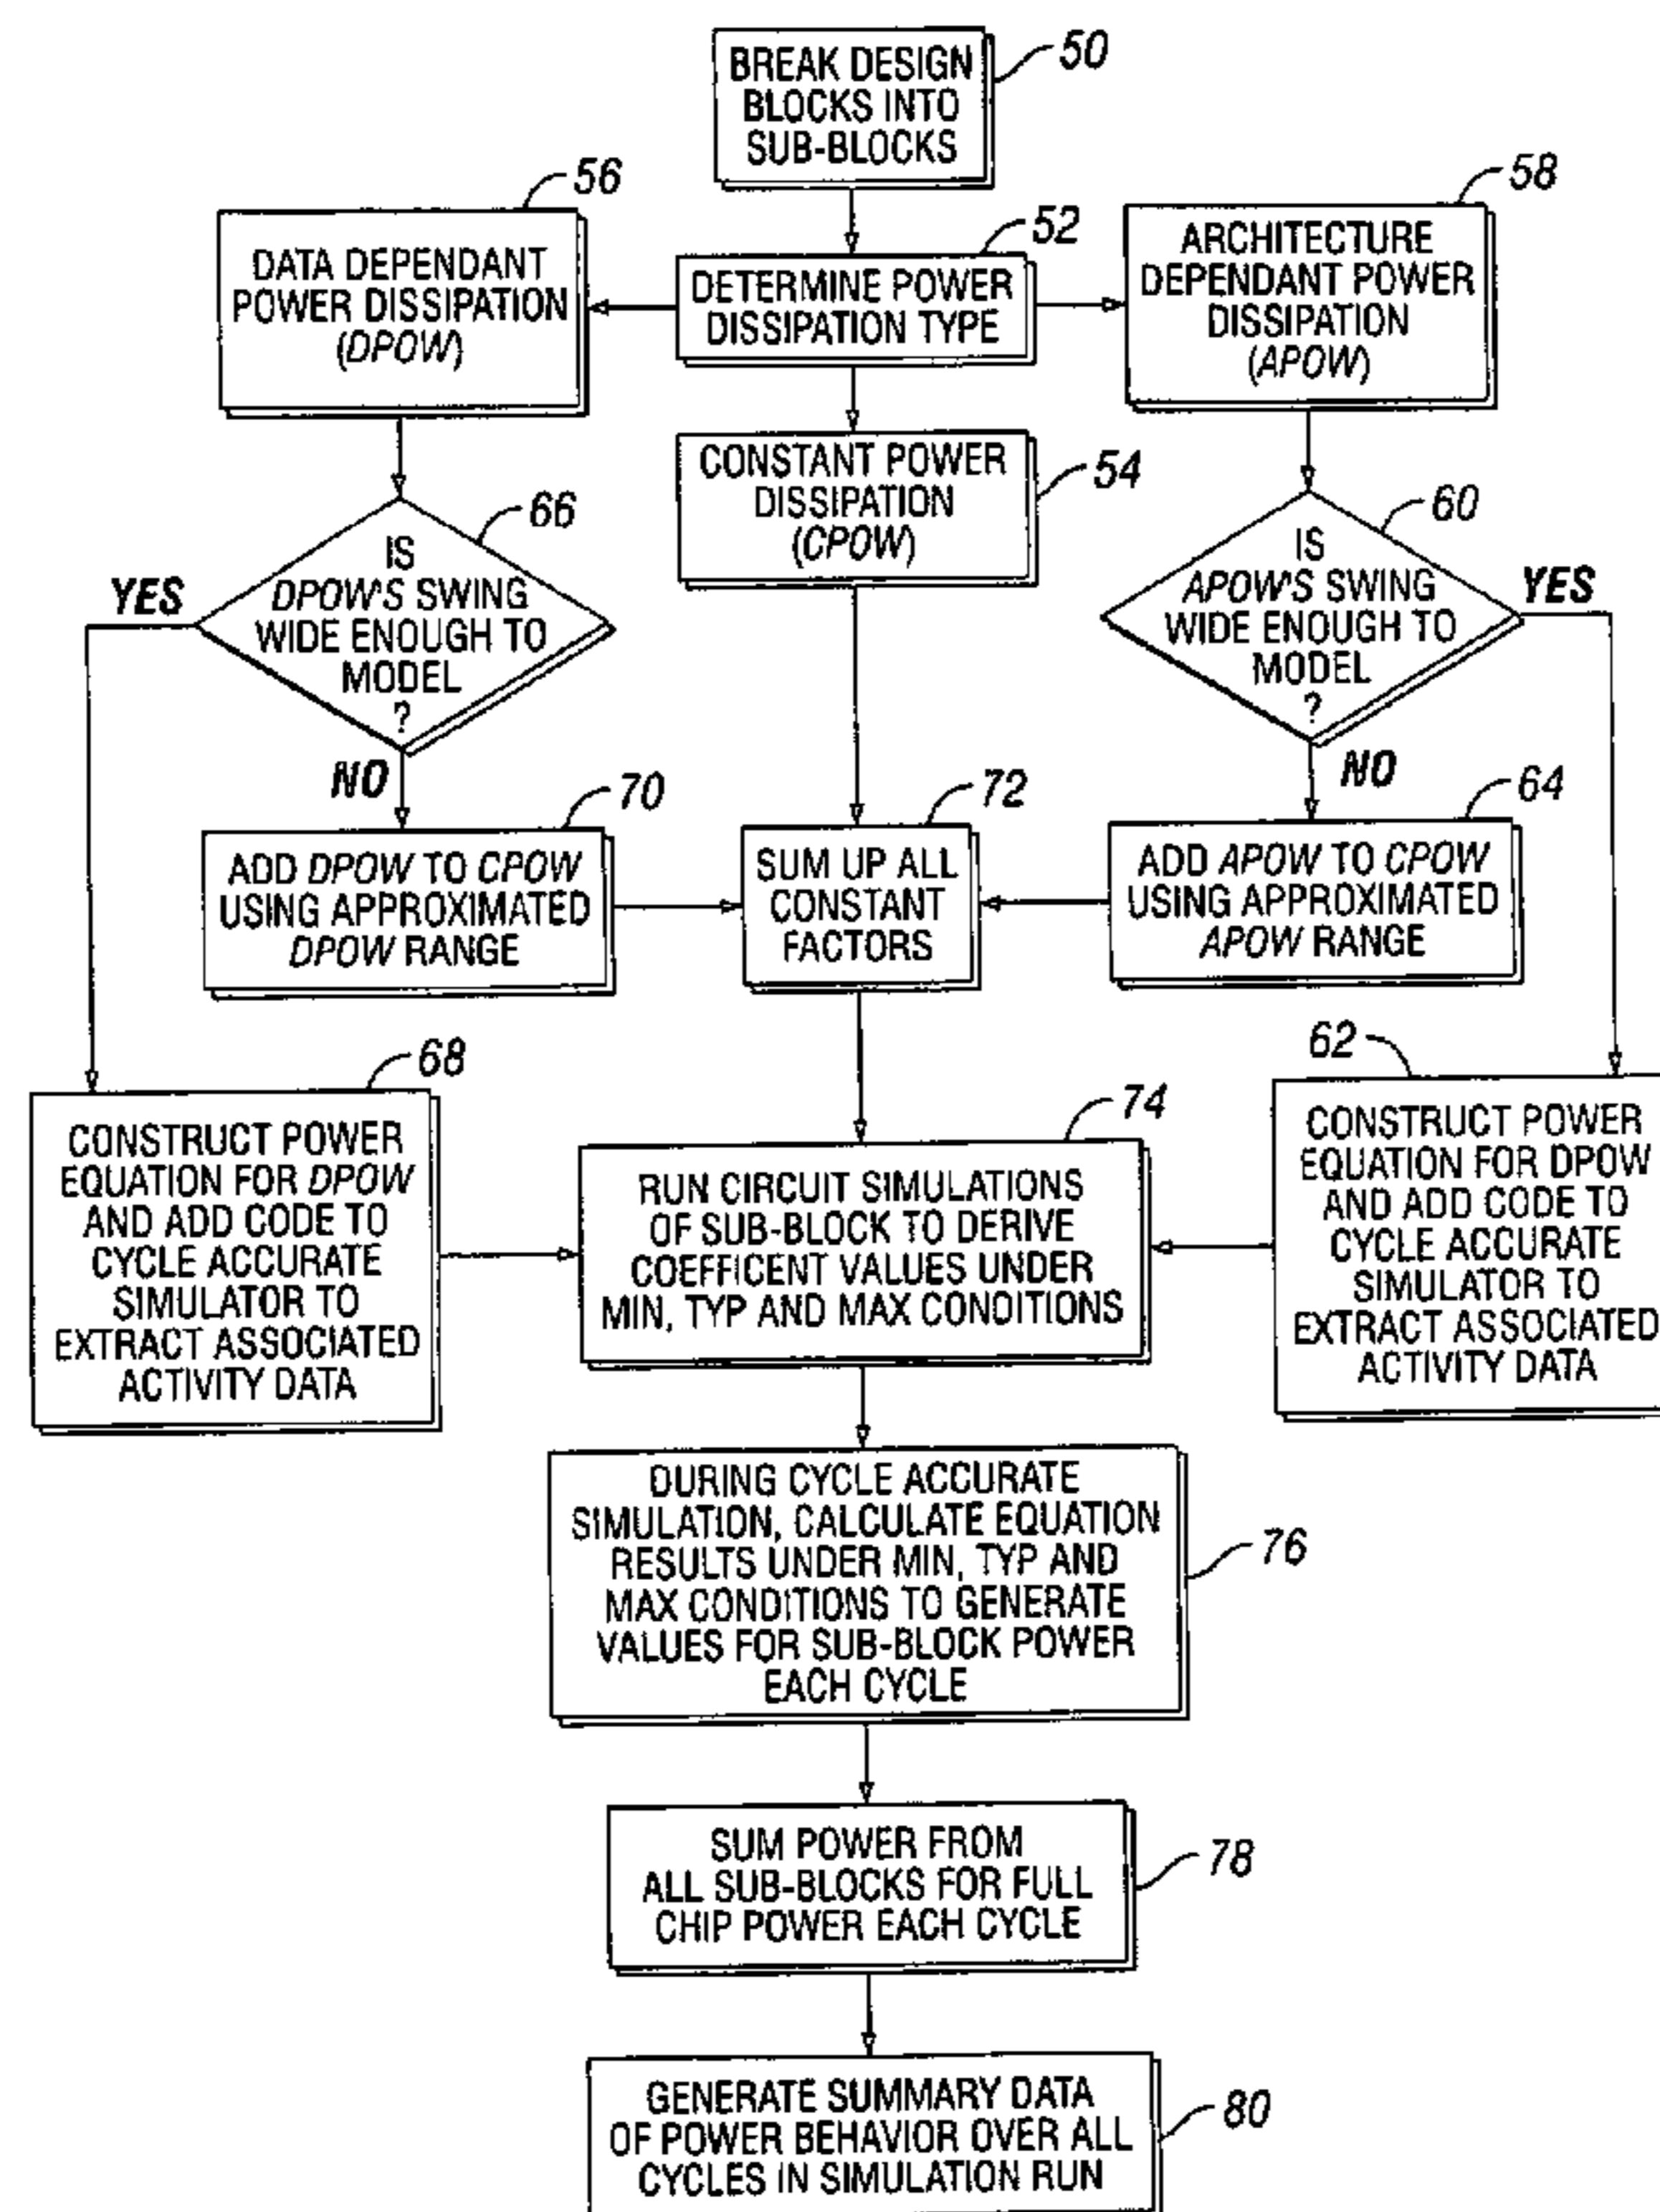 BREAK DESIGN
BLOCKS INTO
SUB-BLOCKS
50
DETERMINE POWER
DISSIPATION TYPE
52
DATA DEPENDANT
POWER DISSIPATION
(DPOW)
56
ARCHITECTURE
DEPENDANT POWER
DISSIPATION
(APOW)
58
CONSTANT POWER
DISSIPATION
(CPOW)
54
IS
DPOW'S SWING
WIDE ENOUGH TO
MODEL
?
66
YES
NO
IS
APOW'S SWING
WIDE ENOUGH TO
MODEL
?
60
YES
NO
ADD DPOW TO CPOW
USING APPROXIMATED
DPOW RANGE
70
SUM UP ALL
CONSTANT
FACTORS
72
ADD APOW TO CPOW
USING APPROXIMATED
APOW RANGE
64
CONSTRUCT POWER
EQUATION FOR DPOW
AND ADD CODE TO
CYCLE ACCURATE
SIMULATOR TO
EXTRACT ASSOCIATED
ACTIVITY DATA
68
RUN CIRCUIT SIMULATIONS
OF SUB-BLOCK TO DERIVE
COEFFICENT VALUES UNDER
MIN, TYP AND MAX CONDITIONS
74
CONSTRUCT POWER
EQUATION FOR DPOW
AND ADD CODE TO
CYCLE ACCURATE
SIMULATOR TO
EXTRACT ASSOCIATED
ACTIVITY DATA
62
DURING CYCLE ACCURATE
SIMULATION, CALCULATE EQUATION
RESULTS UNDER MIN, TYP AND
MAX CONDITIONS TO GENERATE
VALUES FOR SUB-BLOCK POWER
EACH CYCLE
76
SUM POWER FROM
ALL SUB-BLOCKS FOR FULL
CHIP POWER EACH CYCLE
78
GENERATE SUMMARY DATA
OF POWER BEHAVIOR OVER ALL
CYCLES IN SIMULATION RUN
80